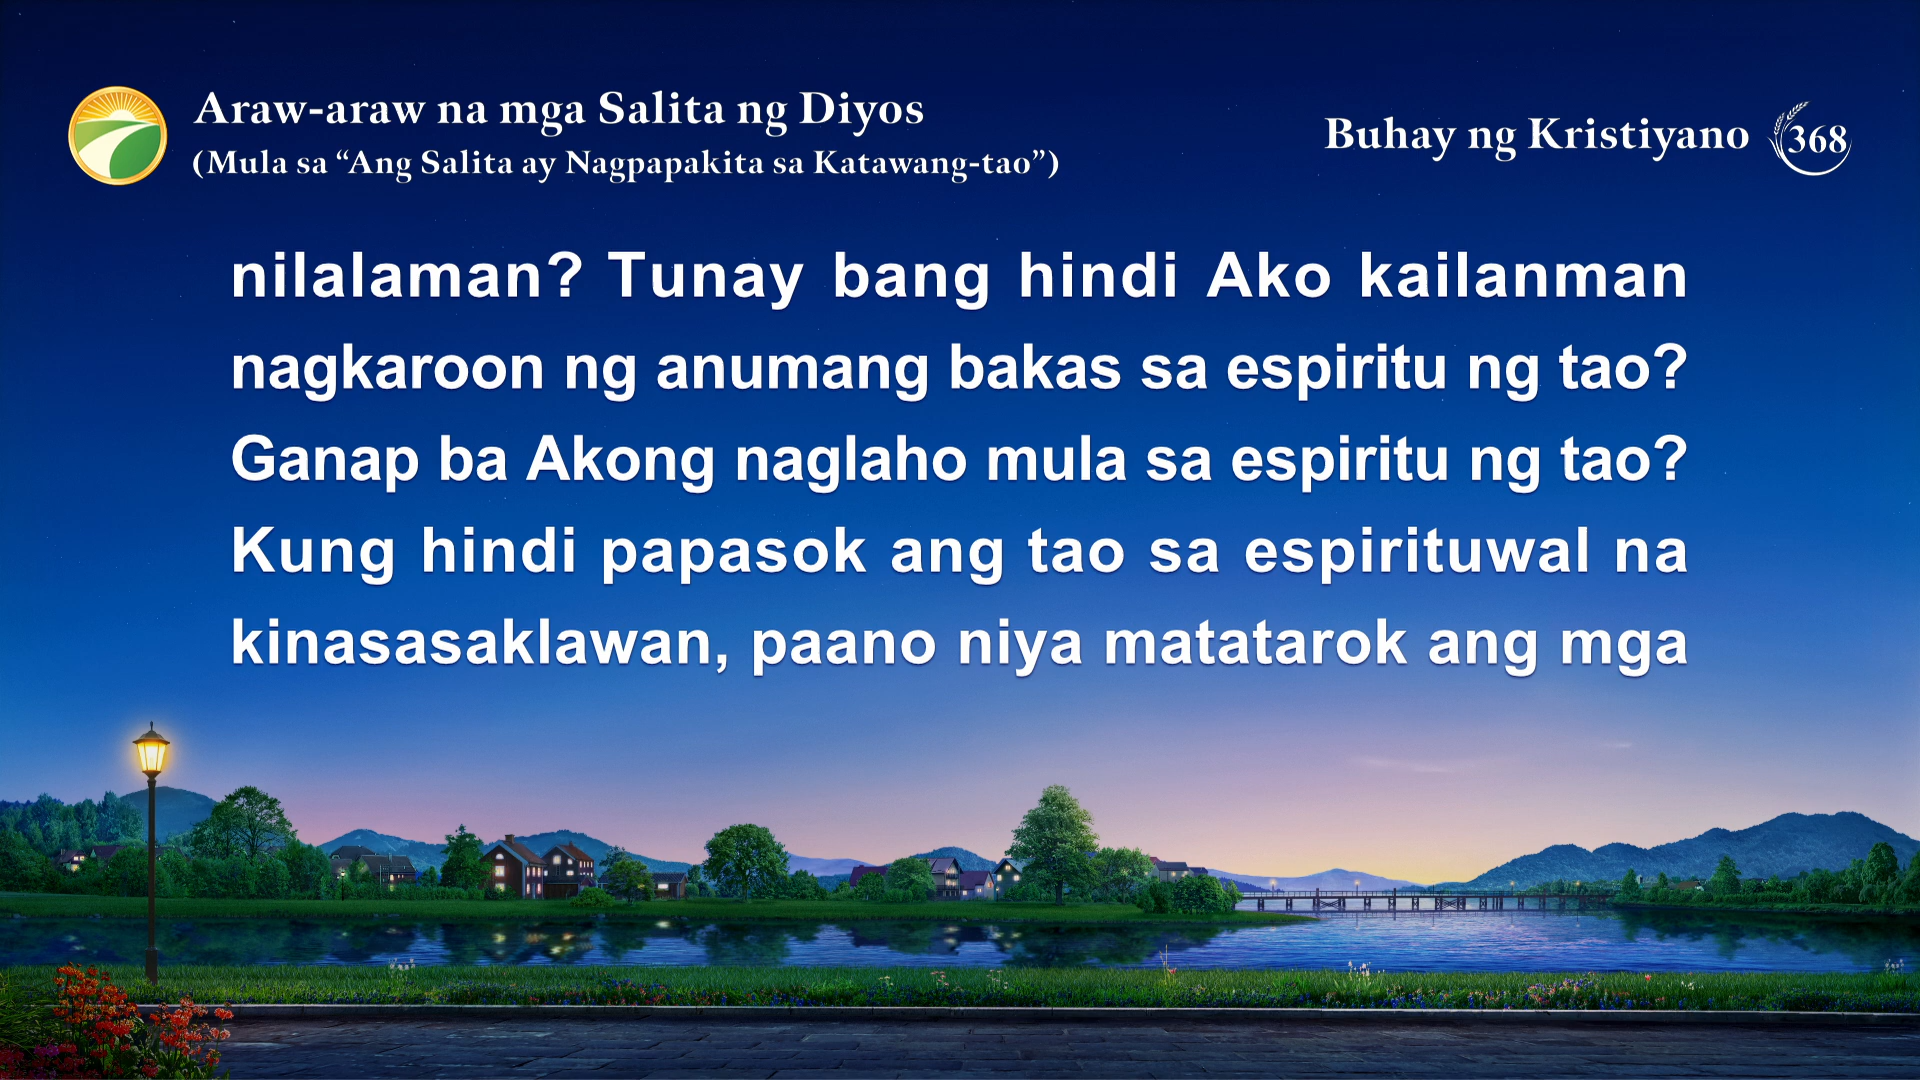 Araw-araw na mga Salita ng Diyos
(Mula sa “Ang Salita ay Nagpapakita sa Katawang-tao”)
Buhay ng Kristiyano 368
nilalaman? Tunay bang hindi Ako kailanman
nagkaroon ng anumang bakas sa espiritu ng tao?
Ganap ba Akong naglaho mula sa espiritu ng tao?
Kung hindi papasok ang tao sa espirituwal na
kinasasaklawan, paano niya matatarok ang mga